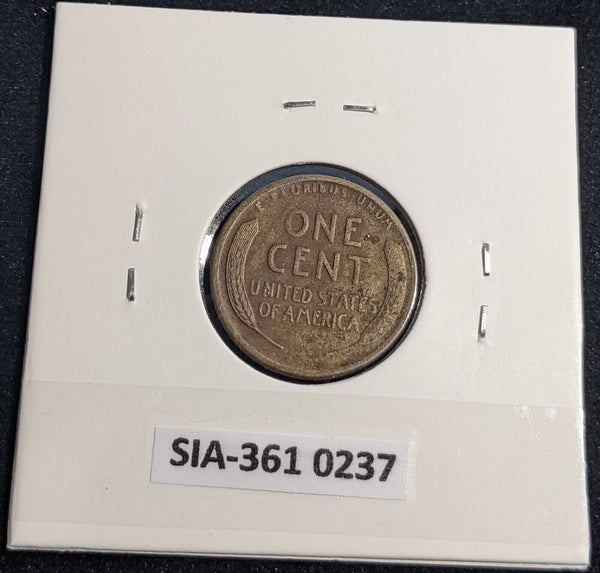 E·PLURIBUS·UNUM
ONE
CENT
UNITED STATES
OF AMERICA
SIA-361 0237